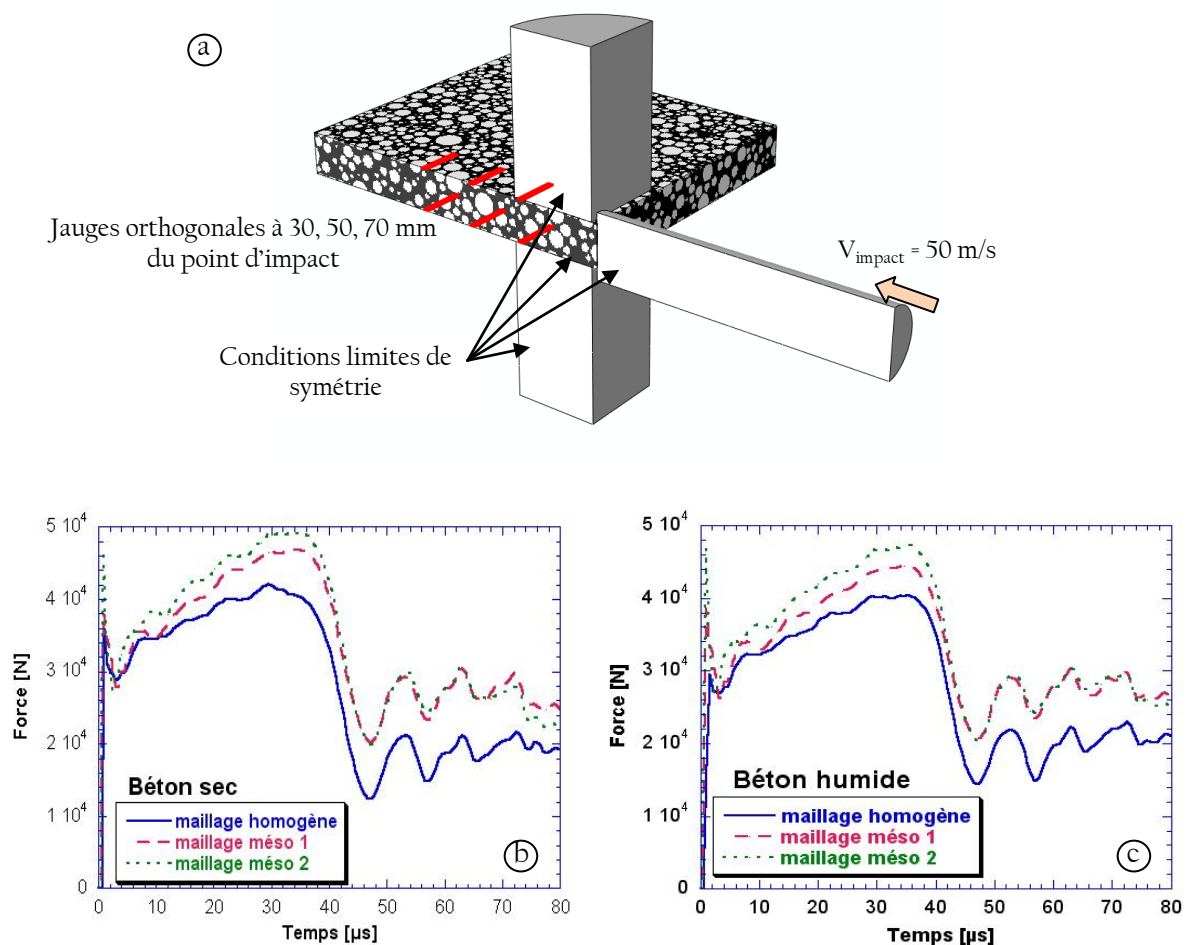 a
Jauges orthogonales à 30, 50, 70 mm
du point d'impact
V_impact = 50 m/s
Conditions limites de
symétrie
5 10^4
4 10^4
3 10^4
2 10^4
1 10^4
0
Force [N]
Béton sec
maillage homogène
maillage méso 1
maillage méso 2
b
0 10 20 30 40 50 60 70 80
Temps [µs]
5 10^4
4 10^4
3 10^4
2 10^4
1 10^4
0
Force [N]
Béton humide
maillage homogène
maillage méso 1
maillage méso 2
c
0 10 20 30 40 50 60 70 80
Temps [µs]